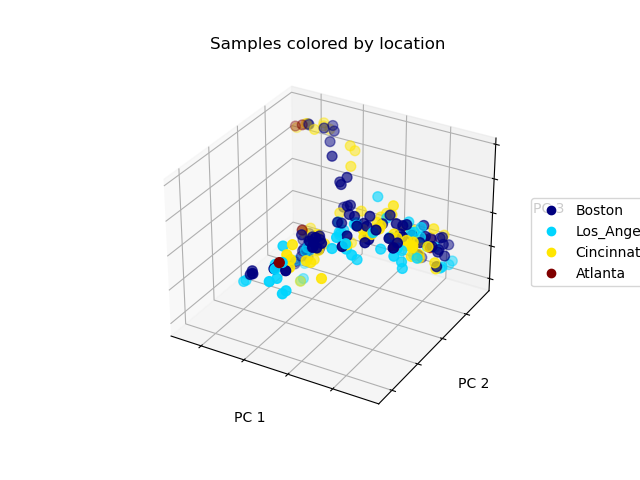 Samples colored by location
PC 3
Boston
Los_Ange
Cincinnat
Atlanta
PC 2
PC 1